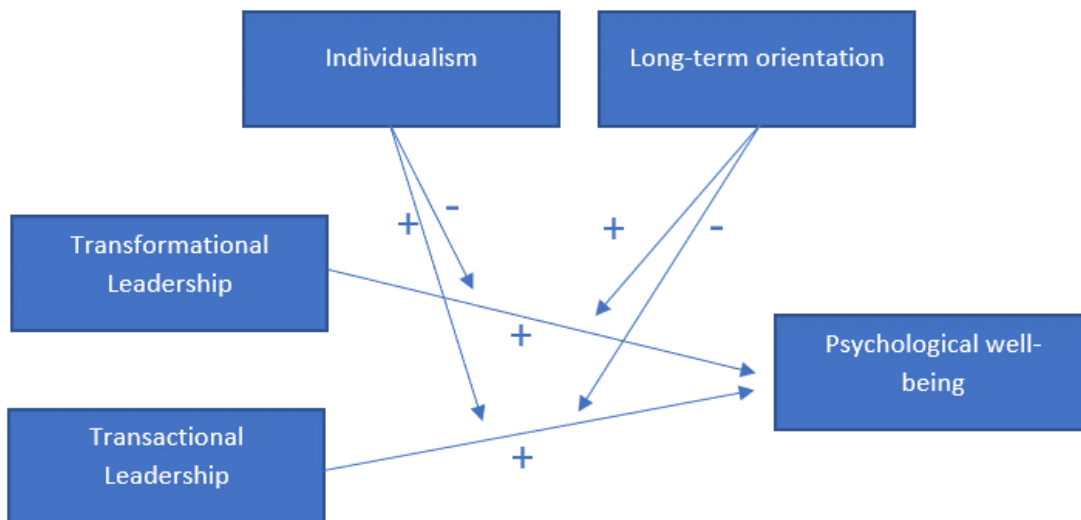 Individualism
Long-term orientation
+
-
+
-
Transformational
Leadership
+
Psychological well-
being
Transactional
Leadership
+